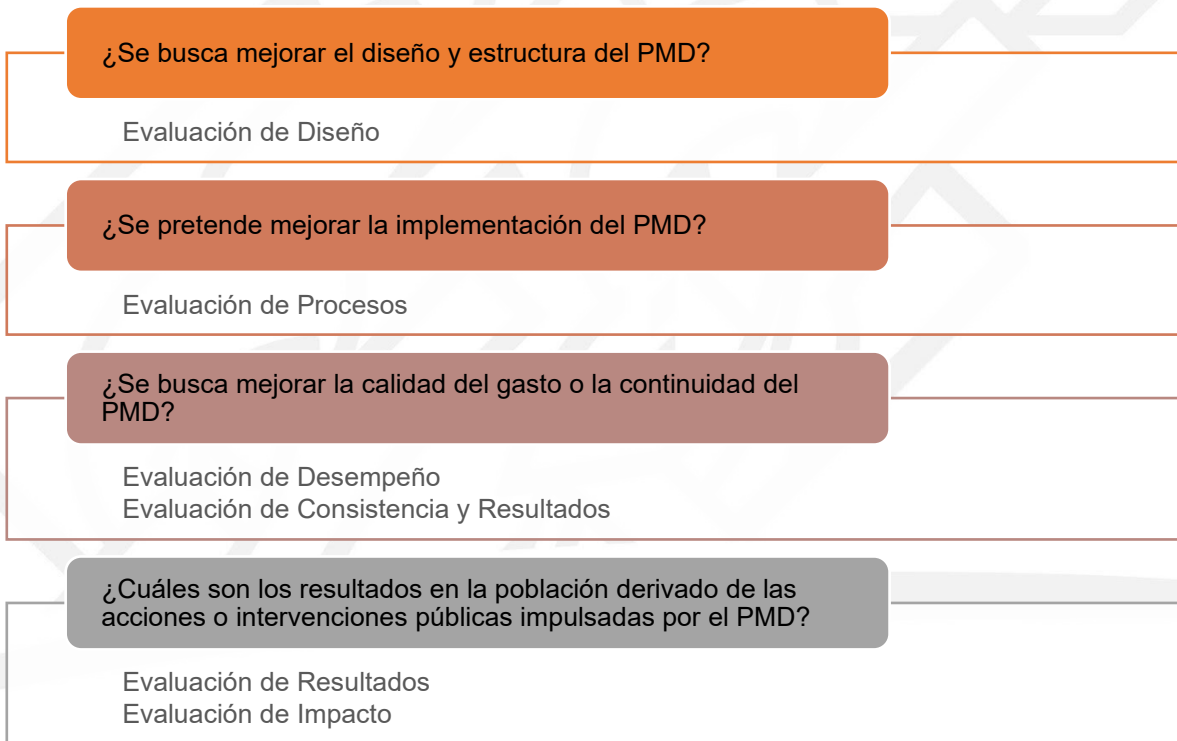 ¿Se busca mejorar el diseño y estructura del PMD?
Evaluación de Diseño
¿Se pretende mejorar la implementación del PMD?
Evaluación de Procesos
¿Se busca mejorar la calidad del gasto o la continuidad del
PMD?
Evaluación de Desempeño
Evaluación de Consistencia y Resultados
¿Cuáles son los resultados en la población derivado de las
acciones o intervenciones públicas impulsadas por el PMD?
Evaluación de Resultados
Evaluación de Impacto